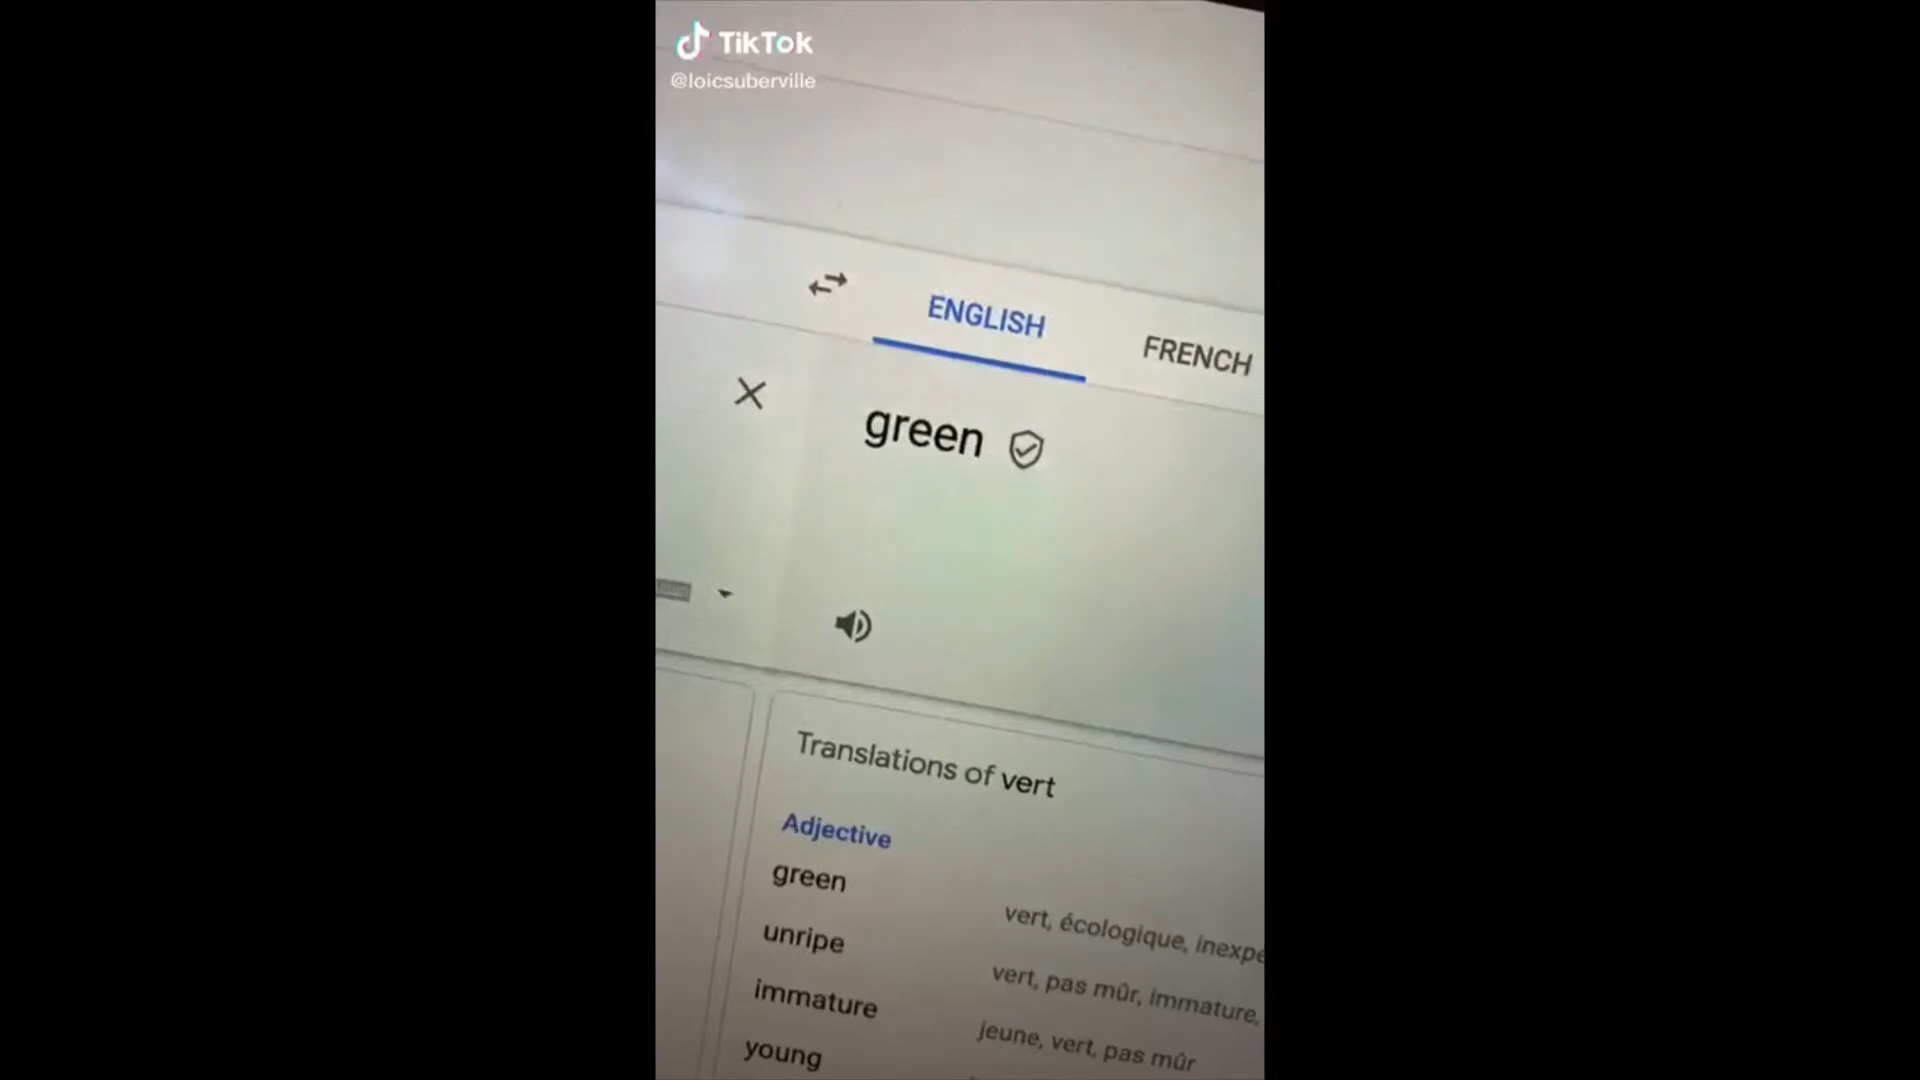 TikTok
@loicsuberville
ENGLISH FRENCH
green
Translations of vert
Adjective
green
vert, écologique, inexpé
unripe
vert, pas mûr, immature,
immature
jeune, vert, pas mûr
young